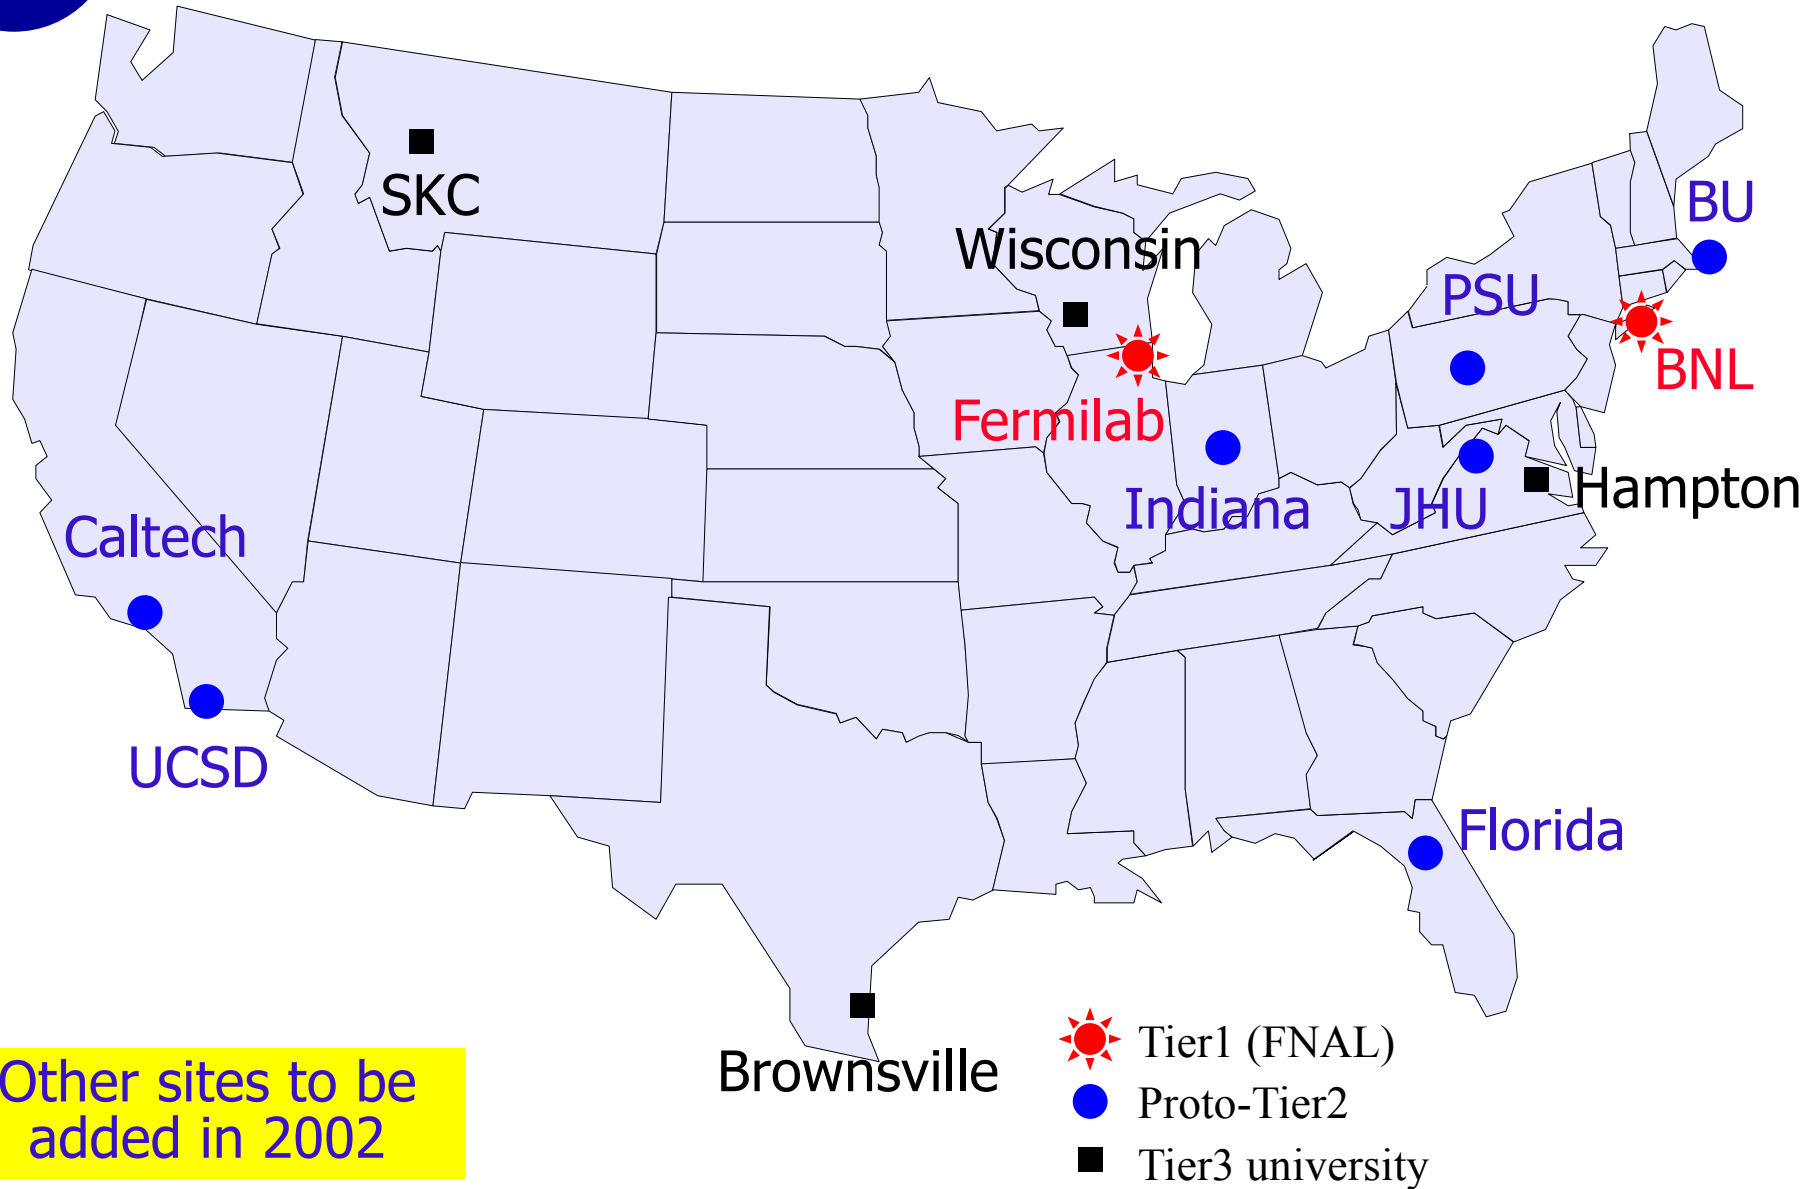 SKC
BU
Wisconsin
PSU
BNL
Fermilab
Hampton
Indiana
JHU
Caltech
UCSD
Florida
Brownsville
Tier1 (FNAL)
Proto-Tier2
Tier3 university
Other sites to be
added in 2002